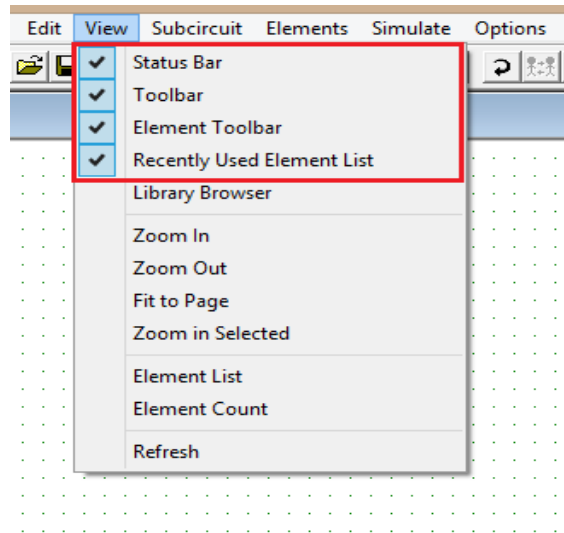 Edit View Subcircuit Elements Simulate Options
Status Bar
Toolbar
Element Toolbar
Recently Used Element List
Library Browser
Zoom In
Zoom Out
Fit to Page
Zoom in Selected
Element List
Element Count
Refresh